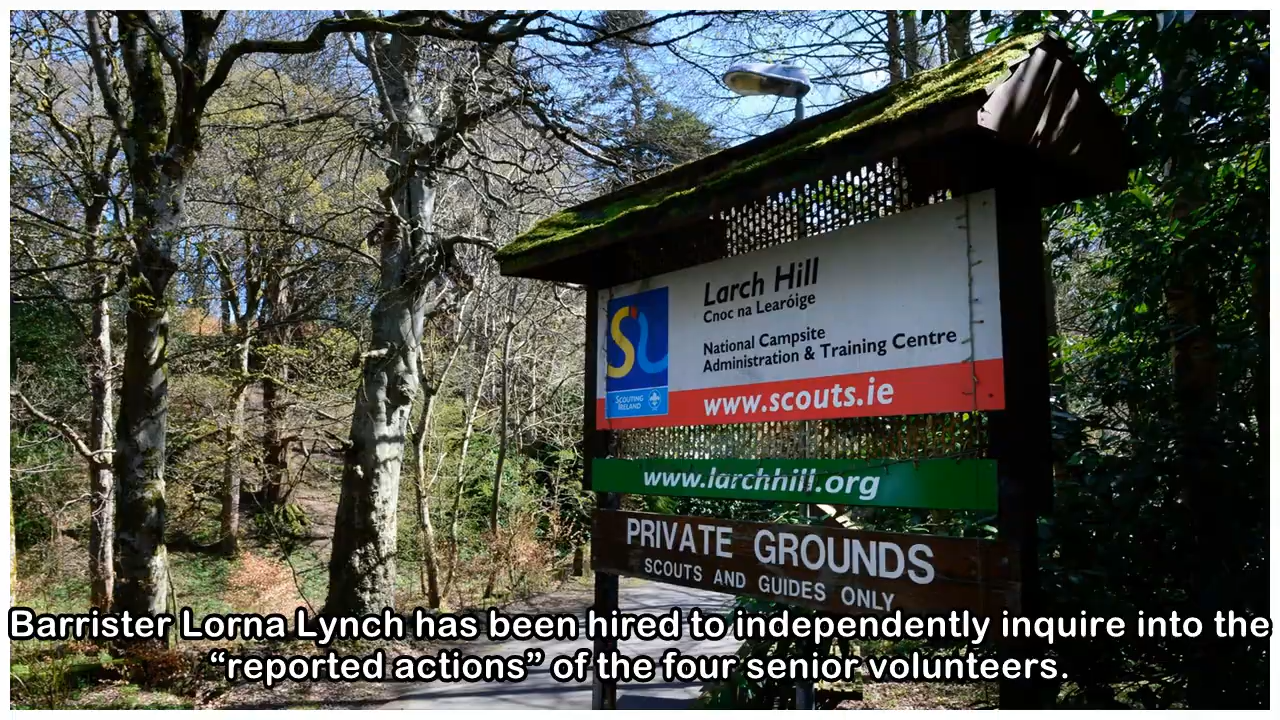 Larch Hill
Cnoc na Learóige
National Campsite
Administration & Training Centre
SCOUTING
IRELAND
www.scouts.ie
www.larchhill.org
PRIVATE GROUNDS
SCOUTS AND GUIDES ONLY
Barrister Lorna Lynch has been hired to independently inquire into the
“reported actions” of the four senior volunteers.